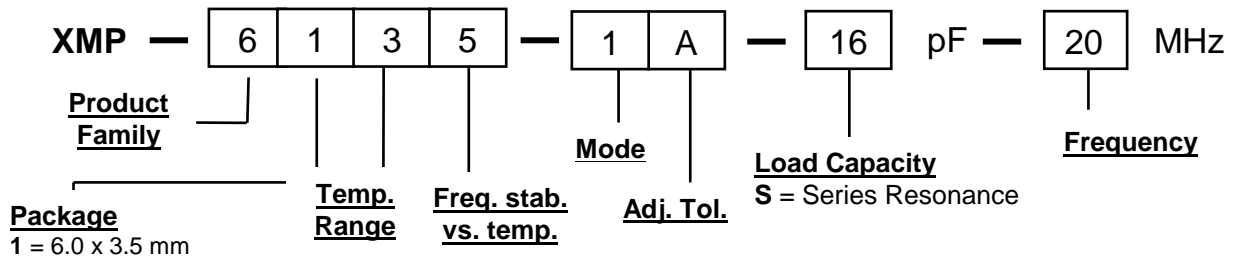 XMP — 6 1 3 5 — 1 A — 16 pF — 20 MHz
Product
Family
Mode
Load Capacity
S = Series Resonance
Frequency
Package
1 = 6.0 x 3.5 mm
Temp.
Range
Freq. stab.
vs. temp.
Adj. Tol.